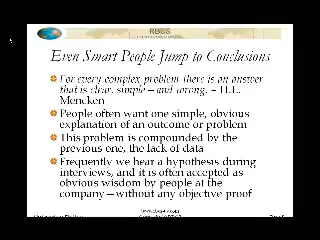 RBCS
Even Smart People Jump to Conclusions
For every complex problem there is an answer
that is clear, simple—and wrong. – H.L.
Mencken
People often want one simple, obvious
explanation of an outcome or problem
This problem is compounded by the
previous one, the lack of data
Frequently we hear a hypothesis during
interviews, and it is often accepted as
obvious wisdom by people at the
company—without any objective proof